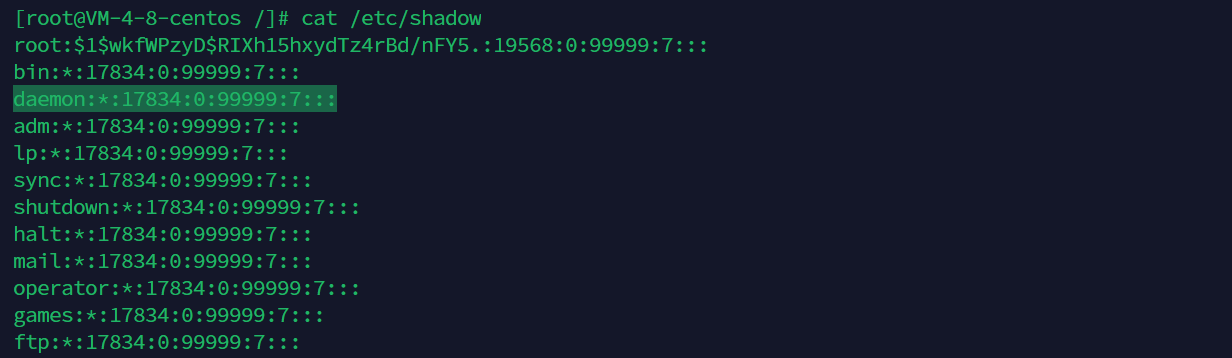 [root@VM-4-8-centos /]# cat /etc/shadow
root:$1$wkfWPzyD$RIXh15hxydTz4rBd/nFY5.:19568:0:99999:7:::
bin:*:17834:0:99999:7:::
daemon:*:17834:0:99999:7:::
adm:*:17834:0:99999:7:::
lp:*:17834:0:99999:7:::
sync:*:17834:0:99999:7:::
shutdown:*:17834:0:99999:7:::
halt:*:17834:0:99999:7:::
mail:*:17834:0:99999:7:::
operator:*:17834:0:99999:7:::
games:*:17834:0:99999:7:::
ftp:*:17834:0:99999:7:::